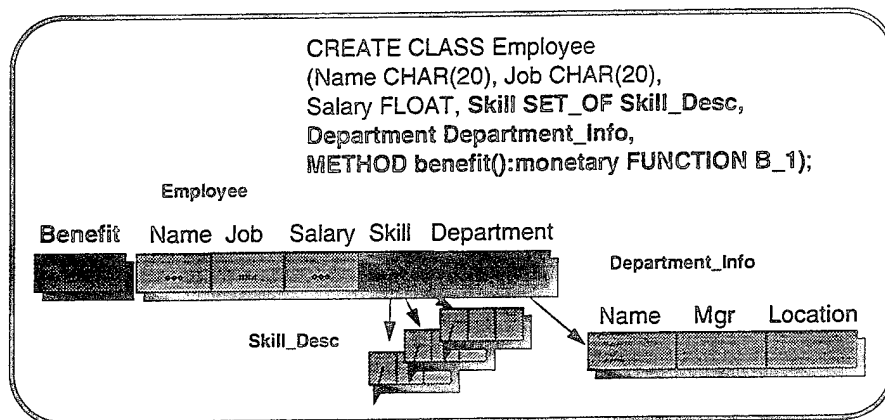 CREATE CLASS Employee
(Name CHAR(20), Job CHAR(20),
Salary FLOAT, Skill SET_OF Skill_Desc,
Department Department_Info,
METHOD benefit():monetary FUNCTION B_1);
Employee
Benefit Name Job Salary Skill Department
Department_Info
Name Mgr Location
Skill_Desc